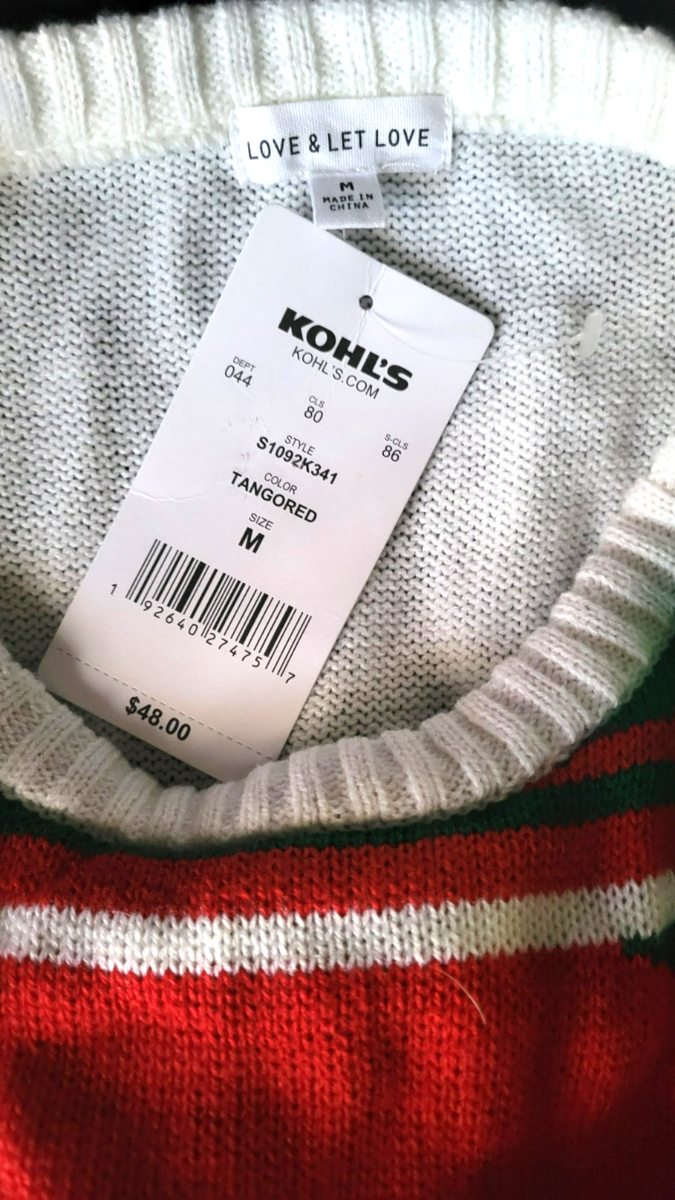 LOVE & LET LOVE
M
MADE IN
CHINA
KOHL'S
KOHL'S.COM
DEPT
044
CLS
80
S-CLS
86
STYLE
S1092K341
COLOR
TANGORED
SIZE
M
1 92640 27475 7
$48.00